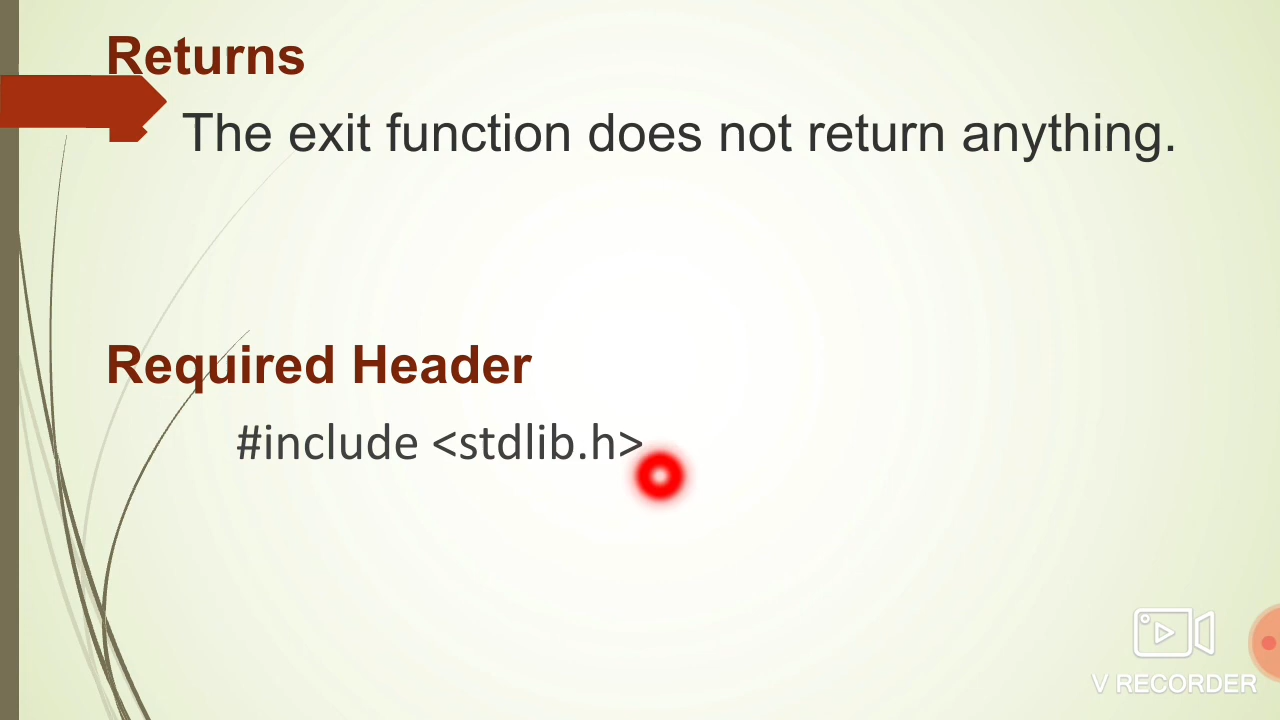 Returns
The exit function does not return anything.
Required Header
#include <stdlib.h>
V RECORDER